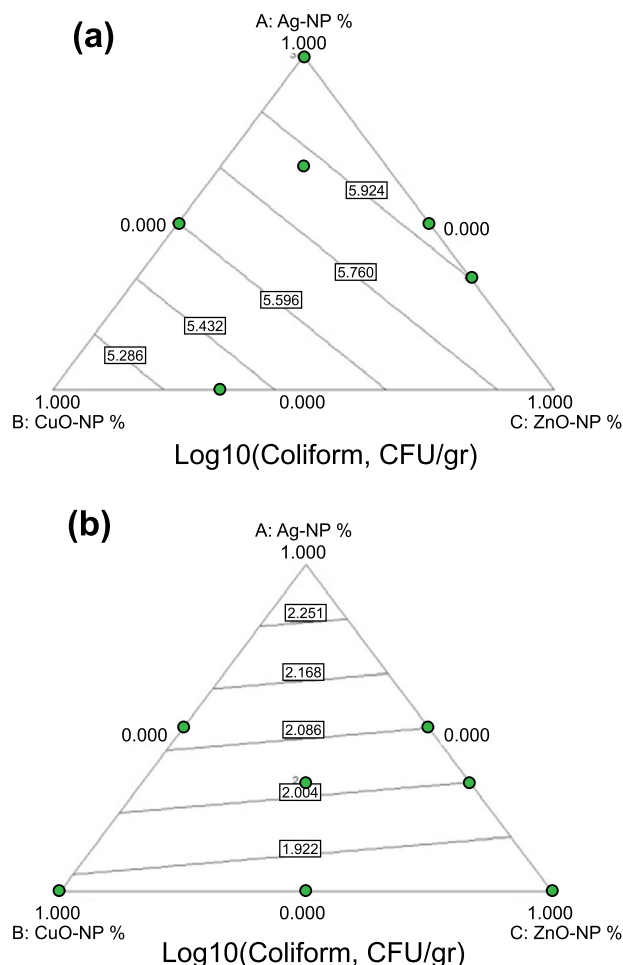 (a)
A: Ag-NP %
1.000
3
5.924
0.000
0.000
5.760
5.596
5.432
5.286
1.000
0.000
1.000
B: CuO-NP %
C: ZnO-NP %
Log10(Coliform, CFU/gr)
(b)
A: Ag-NP %
1.000
2.251
2.168
2.086
0.000
0.000
2
2.004
1.922
1.000
0.000
1.000
B: CuO-NP %
C: ZnO-NP %
Log10(Coliform, CFU/gr)